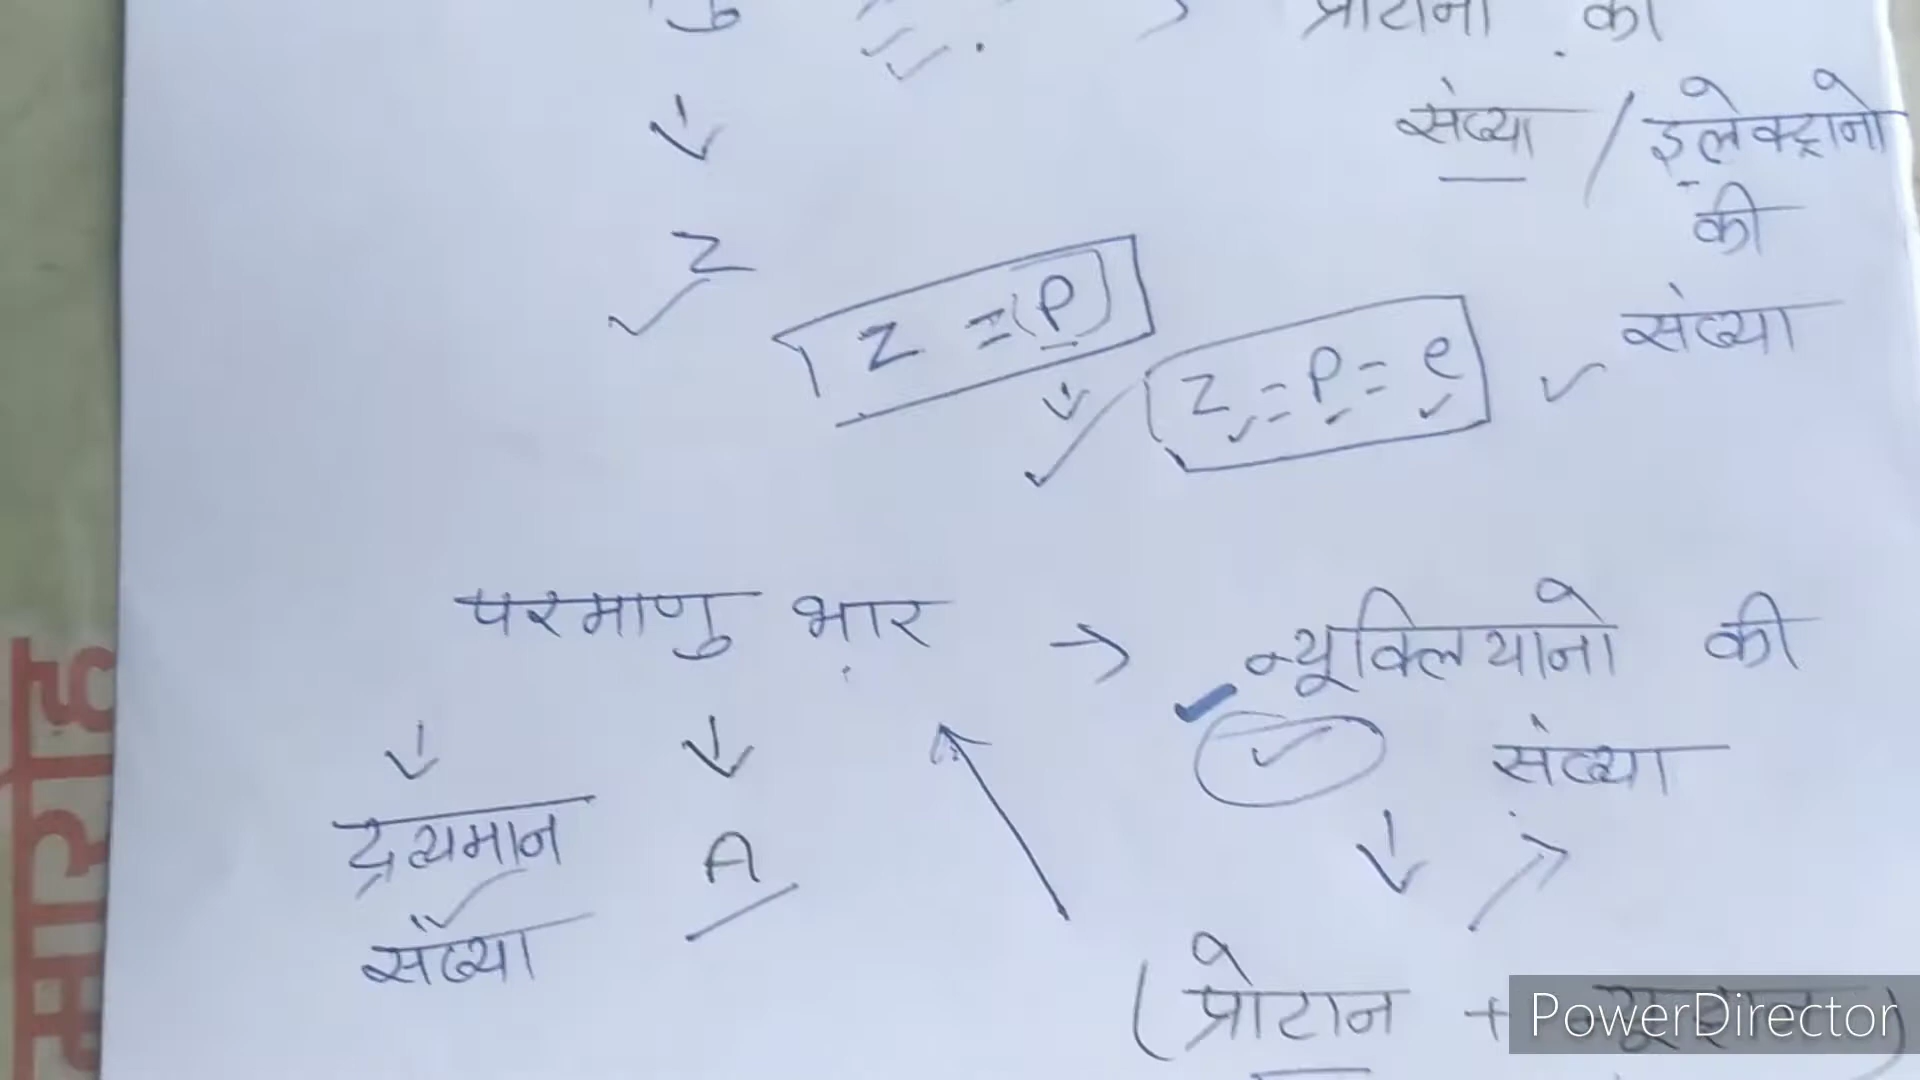 प्रोटानो की
संख्या / इलेक्ट्रानो
की
संख्या
Z
Z = (P)
Z = P = e
परमाणु भार → न्यूक्लियानो की
संख्या
द्रव्यमान
संख्या
A
(प्रोटान +
PowerDirector